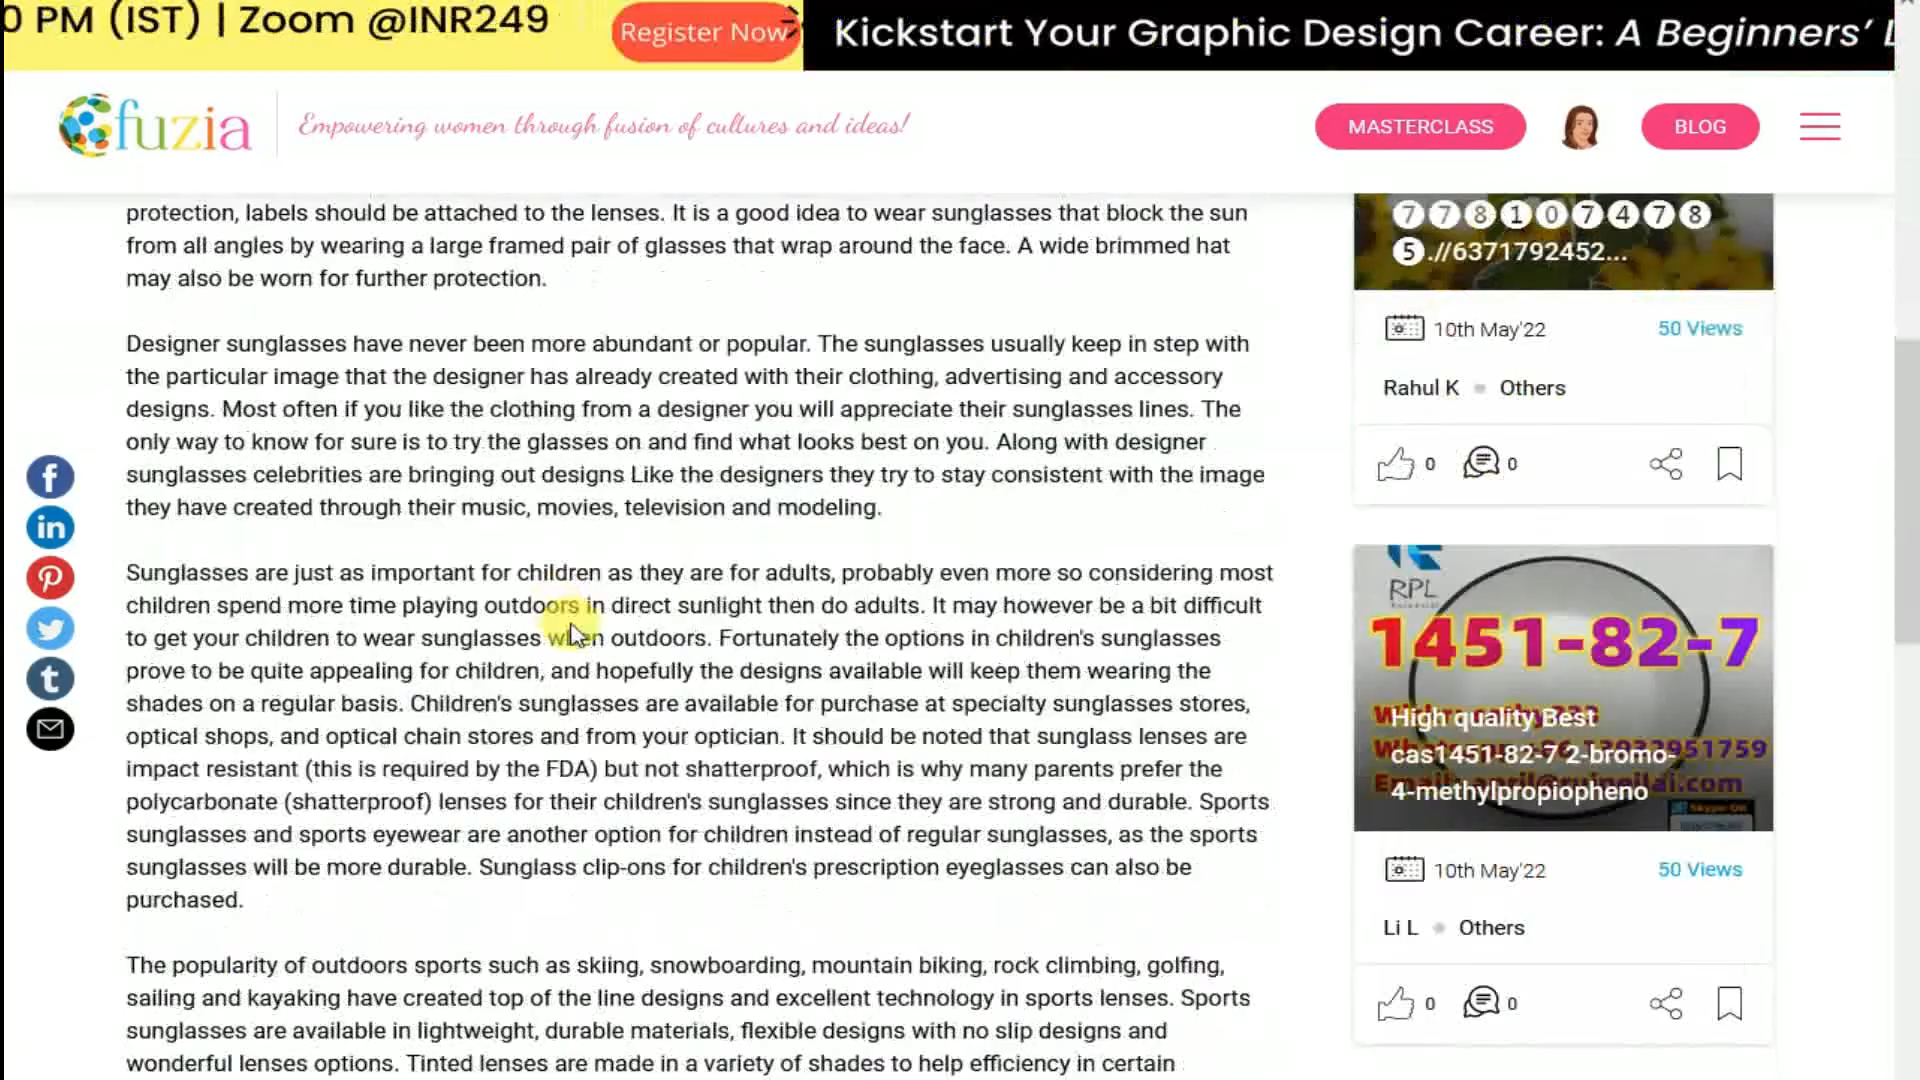 0 PM (IST) | Zoom @INR249
Register Now
Kickstart Your Graphic Design Career: A Beginners’
fuzia
Empowering women through fusion of cultures and ideas!
MASTERCLASS
BLOG
protection, labels should be attached to the lenses. It is a good idea to wear sunglasses that block the sun
from all angles by wearing a large framed pair of glasses that wrap around the face. A wide brimmed hat
may also be worn for further protection.
Designer sunglasses have never been more abundant or popular. The sunglasses usually keep in step with
the particular image that the designer has already created with their clothing, advertising and accessory
designs. Most often if you like the clothing from a designer you will appreciate their sunglasses lines. The
only way to know for sure is to try the glasses on and find what looks best on you. Along with designer
sunglasses celebrities are bringing out designs Like the designers they try to stay consistent with the image
they have created through their music, movies, television and modeling.
Sunglasses are just as important for children as they are for adults, probably even more so considering most
children spend more time playing outdoors in direct sunlight then do adults. It may however be a bit difficult
to get your children to wear sunglasses when outdoors. Fortunately the options in children's sunglasses
prove to be quite appealing for children, and hopefully the designs available will keep them wearing the
shades on a regular basis. Children's sunglasses are available for purchase at specialty sunglasses stores,
optical shops, and optical chain stores and from your optician. It should be noted that sunglass lenses are
impact resistant (this is required by the FDA) but not shatterproof, which is why many parents prefer the
polycarbonate (shatterproof) lenses for their children's sunglasses since they are strong and durable. Sports
sunglasses and sports eyewear are another option for children instead of regular sunglasses, as the sports
sunglasses will be more durable. Sunglass clip-ons for children's prescription eyeglasses can also be
purchased.
The popularity of outdoors sports such as skiing, snowboarding, mountain biking, rock climbing, golfing,
sailing and kayaking have created top of the line designs and excellent technology in sports lenses. Sports
sunglasses are available in lightweight, durable materials, flexible designs with no slip designs and
wonderful lenses options. Tinted lenses are made in a variety of shades to help efficiency in certain
⑦⑦⑧①⓪⑦④⑦⑧
⑤.//6371792452...
10th May'22
50 Views
Rahul K
Others
0
0
RPL
1451-82-7
High quality Best
cas1451-82-7 2-bromo-
4-methylpropiopheno
10th May'22
50 Views
Li L
Others
0
0